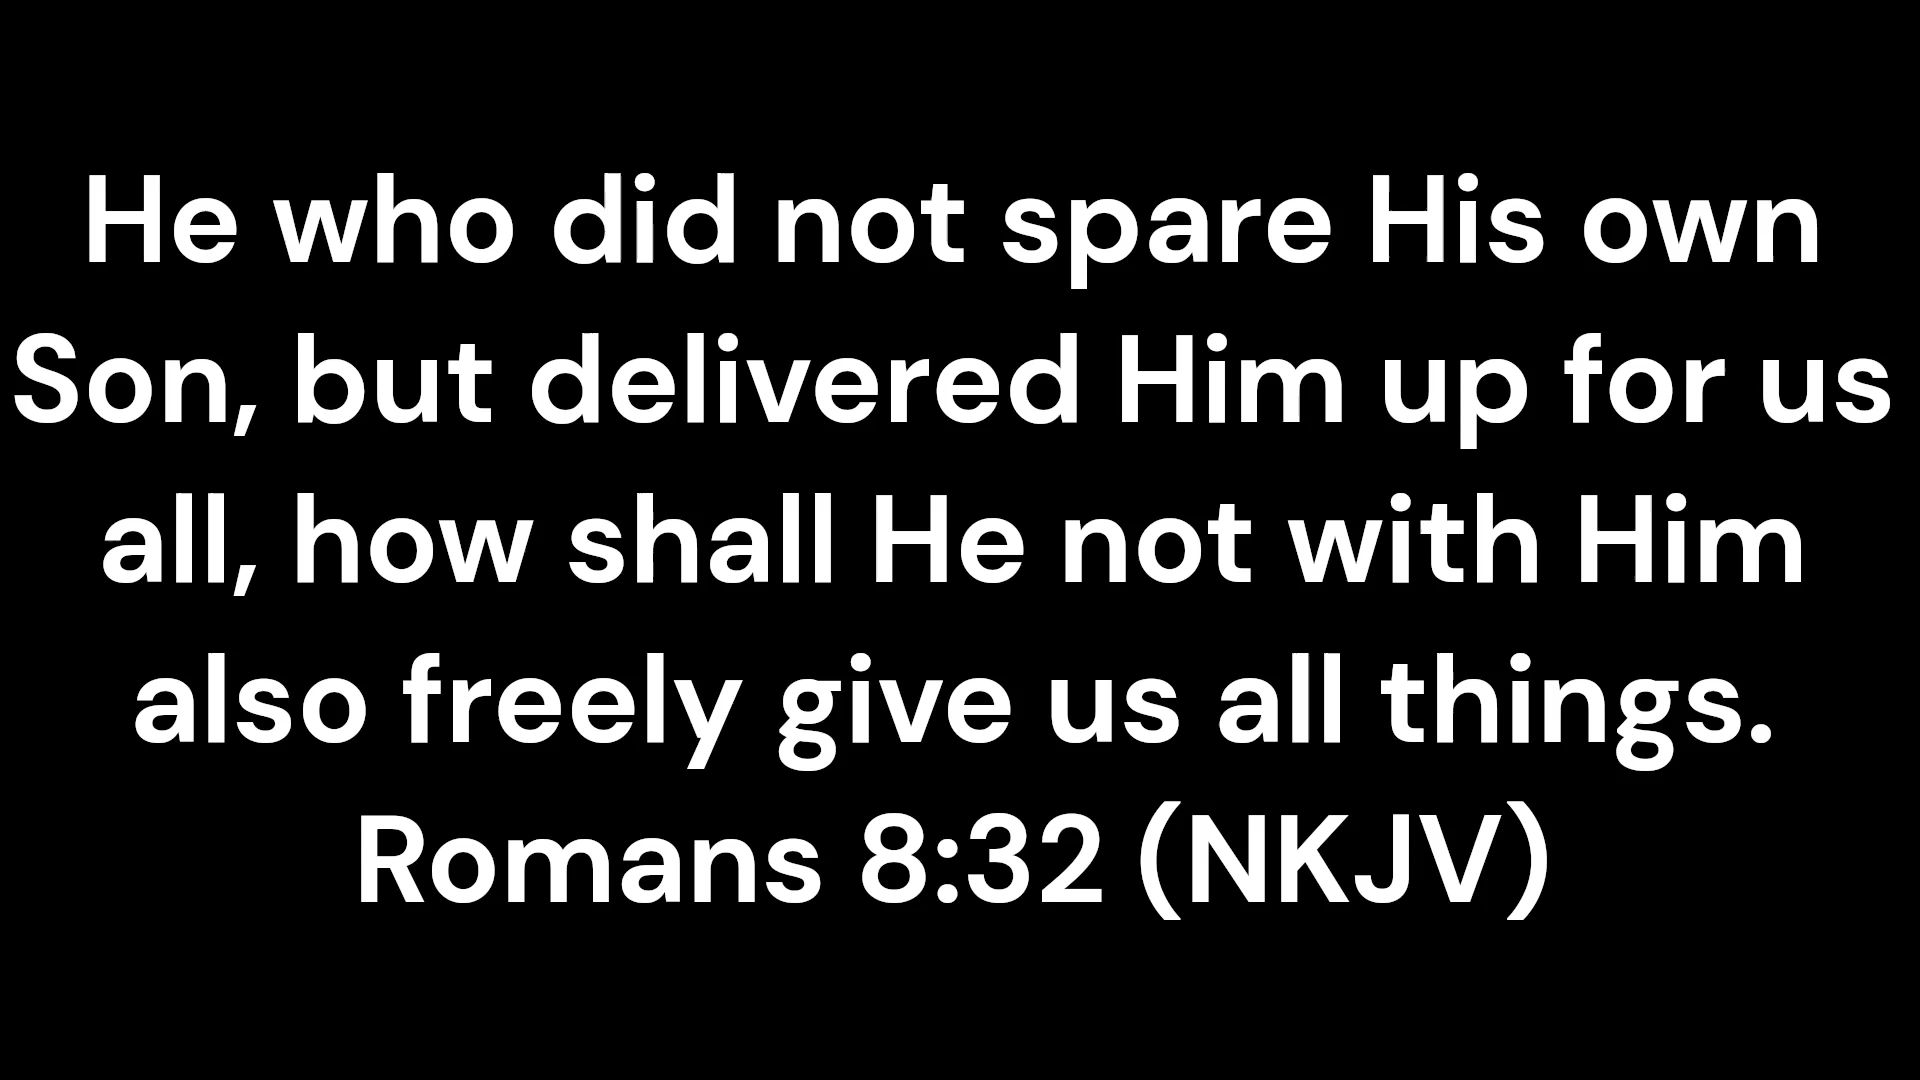 He who did not spare His own
Son, but delivered Him up for us
all, how shall He not with Him
also freely give us all things.
Romans 8:32 (NKJV)